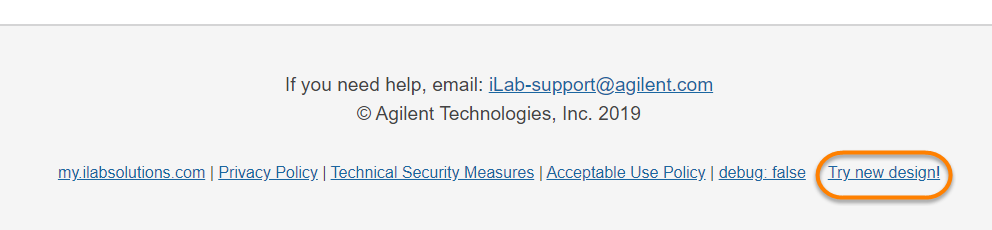 If you need help, email: iLab-support@agilent.com
© Agilent Technologies, Inc. 2019
my.ilabsolutions.com | Privacy Policy | Technical Security Measures | Acceptable Use Policy | debug: false Try new design!